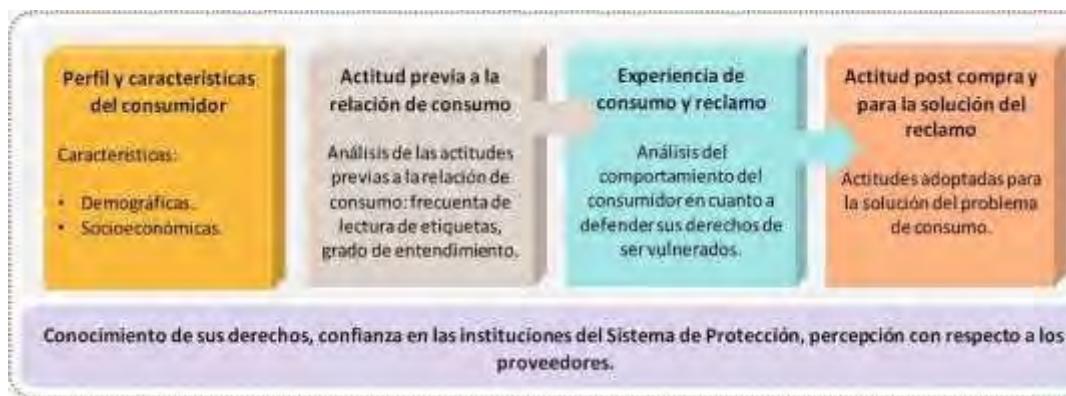 Perfil y características
del consumidor
Características:
• Demográficas.
• Socioeconómicas.
Actitud previa a la
relación de consumo
Análisis de las actitudes
previas a la relación de
consumo: frecuenta de
lectura de etiquetas,
grado de entendimiento.
Experiencia de
consumo y reclamo
Análisis del
comportamiento del
consumidor en cuanto a
defender sus derechos de
ser vulnerados.
Actitud post compra y
para la solución del
reclamo
Actitudes adoptadas para
la solución del problema
de consumo.
Conocimiento de sus derechos, confianza en las instituciones del Sistema de Protección, percepción con respecto a los
proveedores.